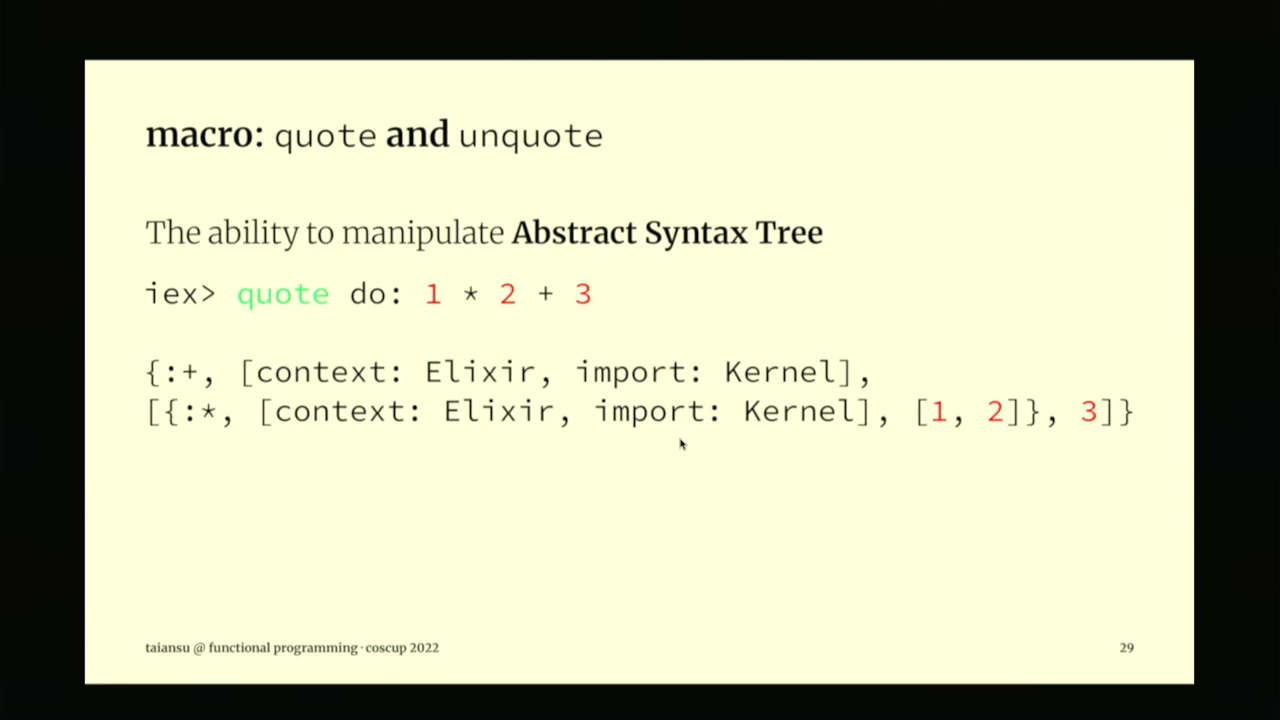 macro: quote and unquote
The ability to manipulate Abstract Syntax Tree
iex> quote do: 1 * 2 + 3
{:+, [context: Elixir, import: Kernel],
[{:*, [context: Elixir, import: Kernel], [1, 2]}, 3]}
taiansu @ functional programming · coscup 2022
29